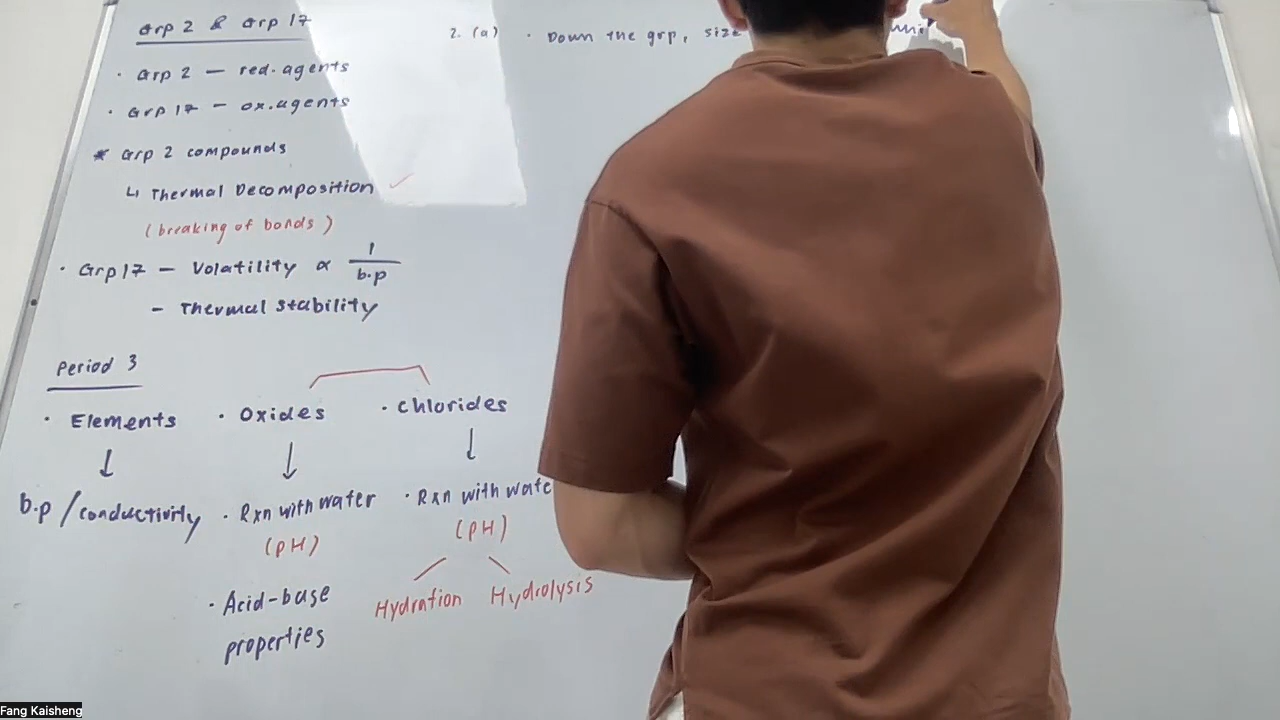 Grp 2 & Grp 17
· Grp 2 — red. agents
· Grp 17 - ox. agents
* Grp 2 compounds
↳ Thermal Decomposition ✓
(breaking of bonds)
· Grp 17 - Volatility ∝ 1/b.p
- Thermal Stability
Period 3
· Elements · Oxides · Chlorides
↓ ↓ ↓
b.p / conductivity · Rxn with water · Rxn with wate
(pH) (pH)
· Acid-base Hydration Hydrolysis
properties
2. (a) · Down the grp, size
Fang Kaisheng